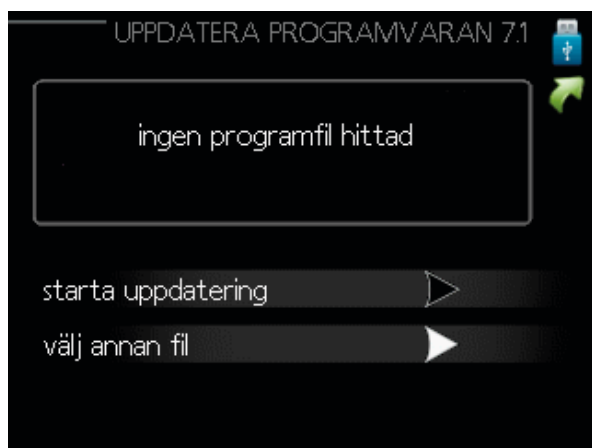 UPPDATERA PROGRAMVARAN 7.1
ingen programfil hittad
starta uppdatering
välj annan fil